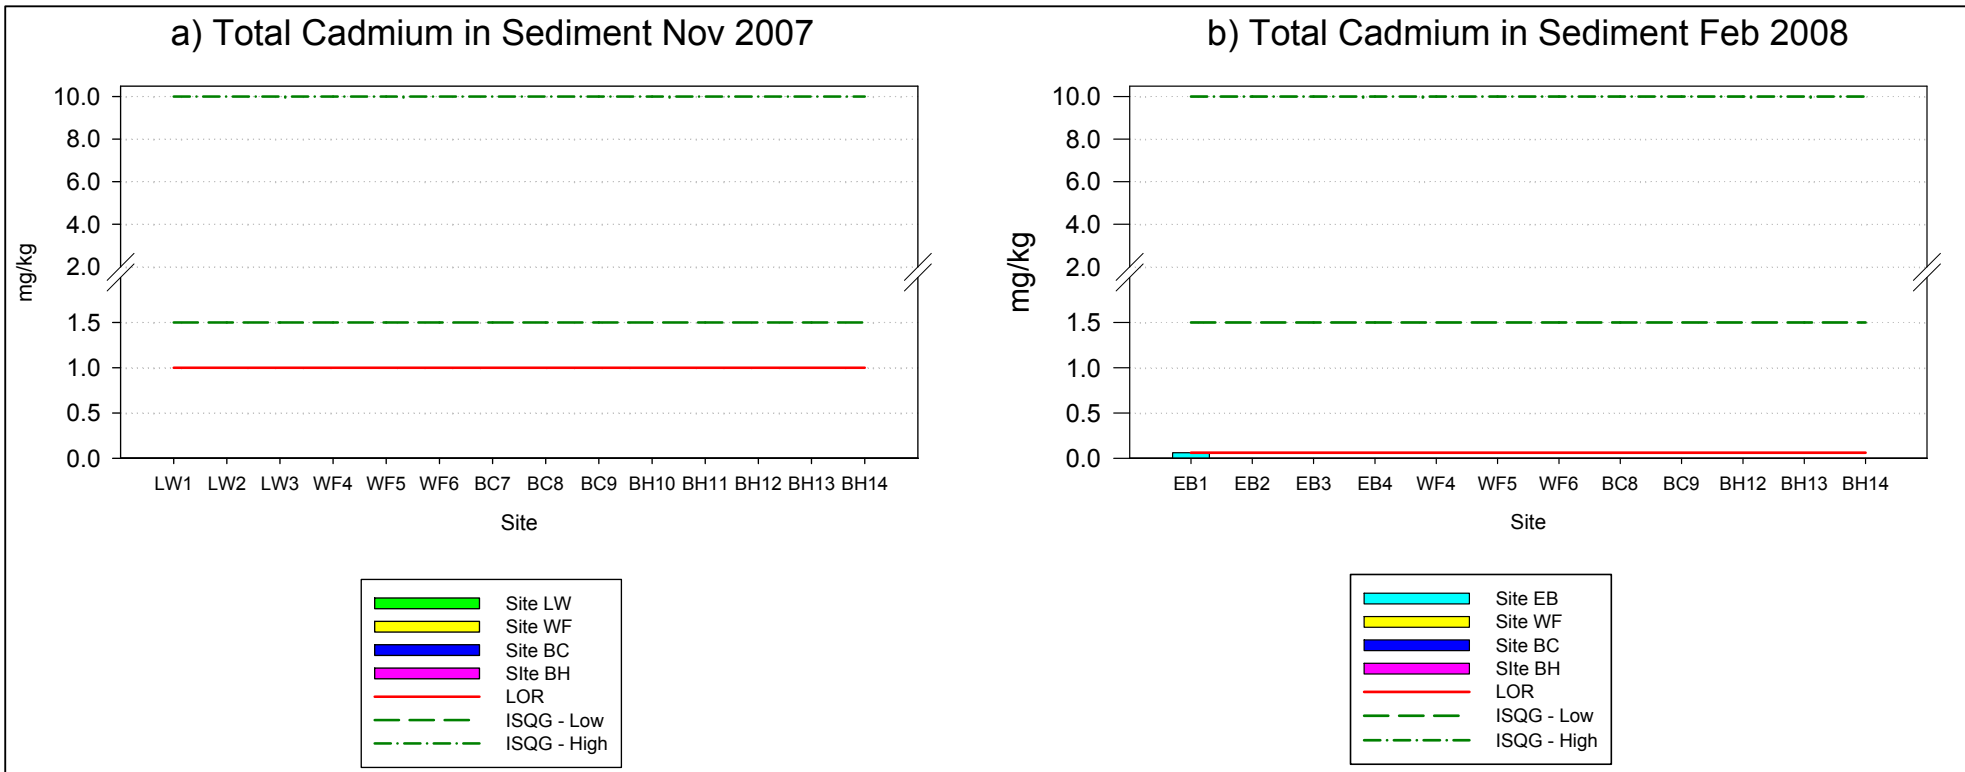 a) Total Cadmium in Sediment Nov 2007
10.0
8.0
6.0
4.0
2.0
1.5
1.0
0.5
0.0
mg/kg
LW1 LW2 LW3 WF4 WF5 WF6 BC7 BC8 BC9 BH10 BH11 BH12 BH13 BH14
Site
Site LW
Site WF
Site BC
SIte BH
LOR
ISQG - Low
ISQG - High
b) Total Cadmium in Sediment Feb 2008
10.0
8.0
6.0
4.0
2.0
1.5
1.0
0.5
0.0
mg/kg
EB1 EB2 EB3 EB4 WF4 WF5 WF6 BC8 BC9 BH12 BH13 BH14
Site
Site EB
Site WF
Site BC
SIte BH
LOR
ISQG - Low
ISQG - High